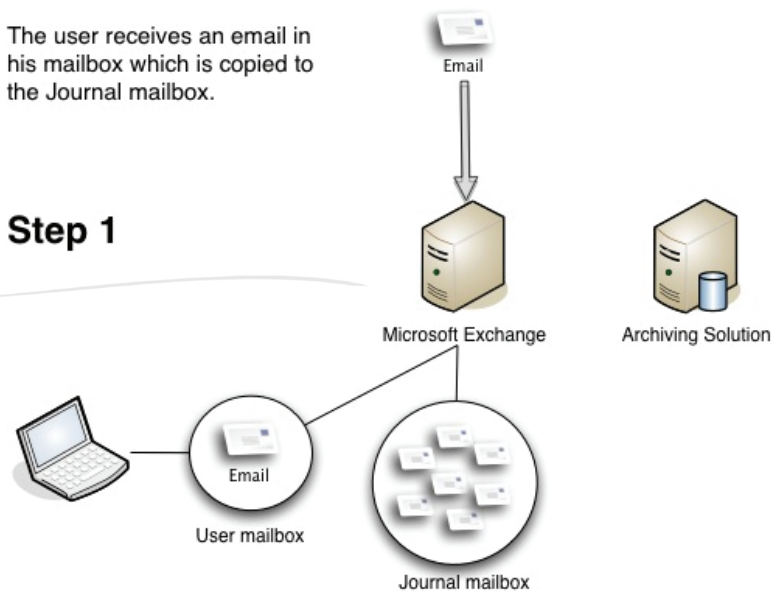 The user receives an email in
his mailbox which is copied to
the Journal mailbox.
Email
Step 1
Microsoft Exchange
Archiving Solution
Email
User mailbox
Journal mailbox